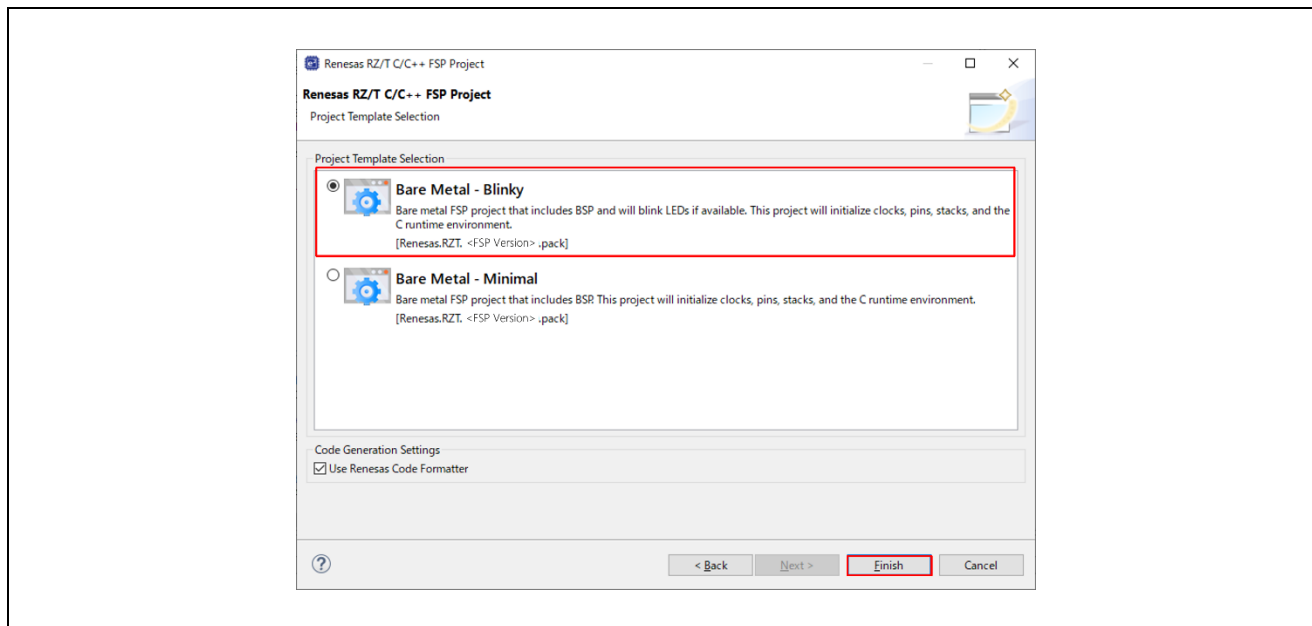 Renesas RZ/T C/C++ FSP Project
Renesas RZ/T C/C++ FSP Project
Project Template Selection
Project Template Selection
Bare Metal - Blinky
Bare metal FSP project that includes BSP and will blink LEDs if available. This project will initialize clocks, pins, stacks, and the
C runtime environment.
[Renesas.RZT. <FSP Version> .pack]
Bare Metal - Minimal
Bare metal FSP project that includes BSP. This project will initialize clocks, pins, stacks, and the C runtime environment.
[Renesas.RZT. <FSP Version> .pack]
Code Generation Settings
Use Renesas Code Formatter
? < Back Next > Finish Cancel